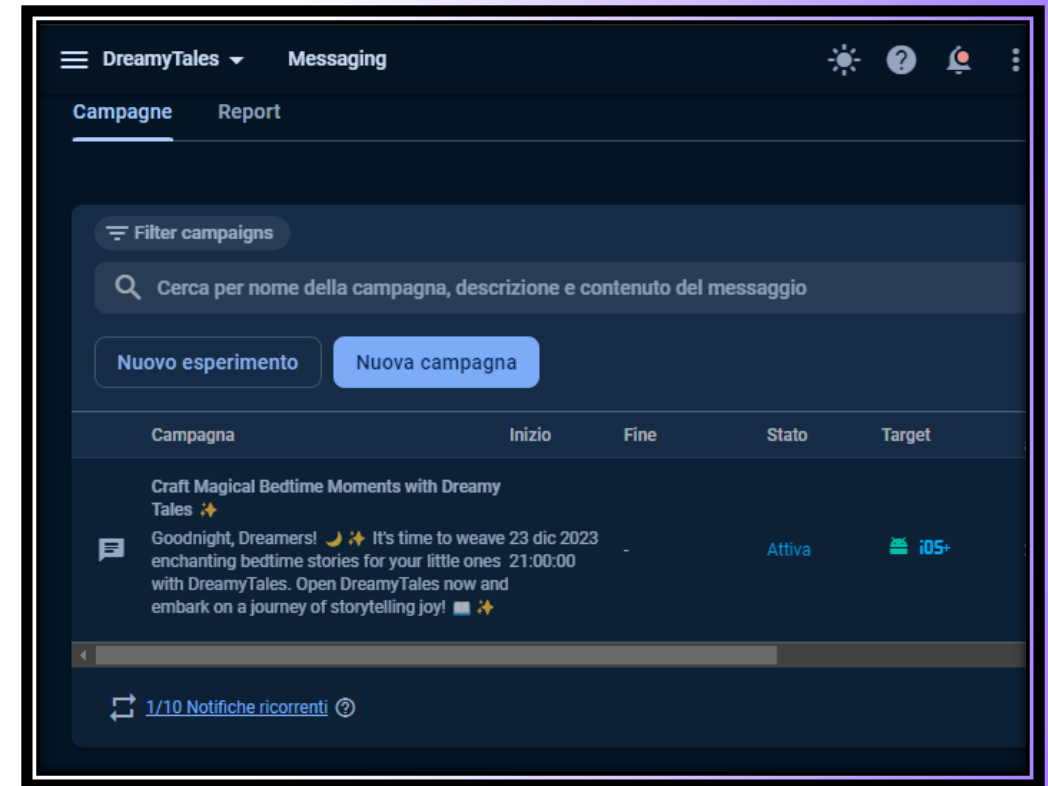 DreamyTales Messaging
Campagne Report
Filter campaigns
Cerca per nome della campagna, descrizione e contenuto del messaggio
Nuovo esperimento Nuova campagna
Campagna Inizio Fine Stato Target
Craft Magical Bedtime Moments with Dreamy
Tales ✨
Goodnight, Dreamers! 🌙 ✨ It's time to weave
enchanting bedtime stories for your little ones
with DreamyTales. Open DreamyTales now and
embark on a journey of storytelling joy! 📖 ✨
23 dic 2023
21:00:00
-
Attiva
iOS+
1/10 Notifiche ricorrenti